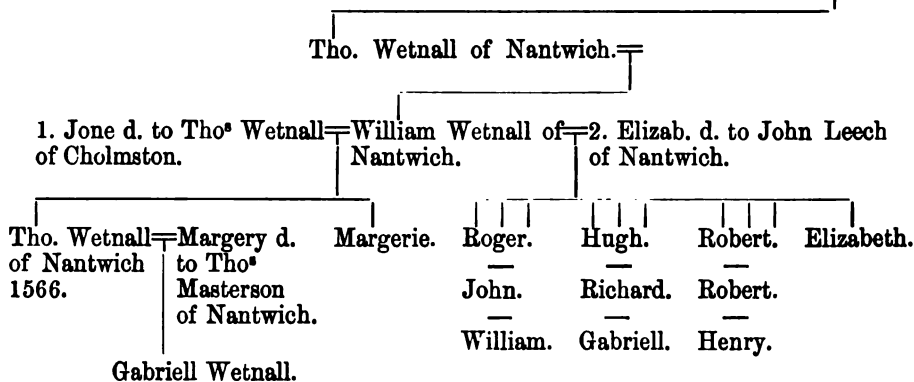 Tho. Wetnall of Nantwich.
1. Jone d. to Thoˢ Wetnall
of Cholmston.
William Wetnall of
Nantwich.
2. Elizab. d. to John Leech
of Nantwich.
Tho. Wetnall
of Nantwich
1566.
Margery d.
to Thoˢ
Masterson
of Nantwich.
Margerie.
Roger.
John.
William.
Hugh.
Richard.
Gabriell.
Robert.
Robert.
Henry.
Elizabeth.
Gabriell Wetnall.